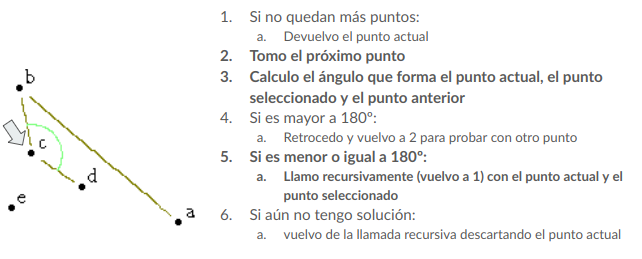 b
c
d
e
a
1. Si no quedan más puntos:
a. Devuelvo el punto actual
2. Tomo el próximo punto
3. Calculo el ángulo que forma el punto actual, el punto
seleccionado y el punto anterior
4. Si es mayor a 180º:
a. Retrocedo y vuelvo a 2 para probar con otro punto
5. Si es menor o igual a 180º:
a. Llamo recursivamente (vuelvo a 1) con el punto actual y el
punto seleccionado
6. Si aún no tengo solución:
a. vuelvo de la llamada recursiva descartando el punto actual